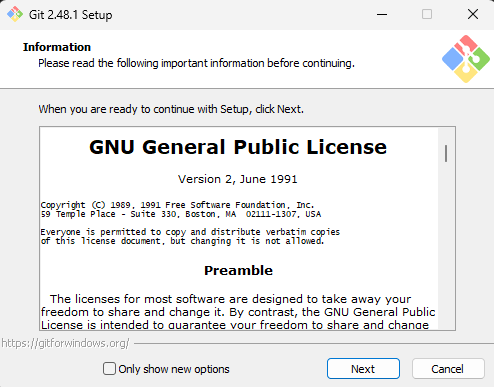 Git 2.48.1 Setup
Information
Please read the following important information before continuing.
When you are ready to continue with Setup, click Next.
GNU General Public License
Version 2, June 1991
Copyright (C) 1989, 1991 Free Software Foundation, Inc.
59 Temple Place - Suite 330, Boston, MA  02111-1307, USA
Everyone is permitted to copy and distribute verbatim copies
of this license document, but changing it is not allowed.
Preamble
The licenses for most software are designed to take away your
freedom to share and change it. By contrast, the GNU General Public
License is intended to guarantee your freedom to share and change
https://gitforwindows.org/
Only show new options
Next
Cancel